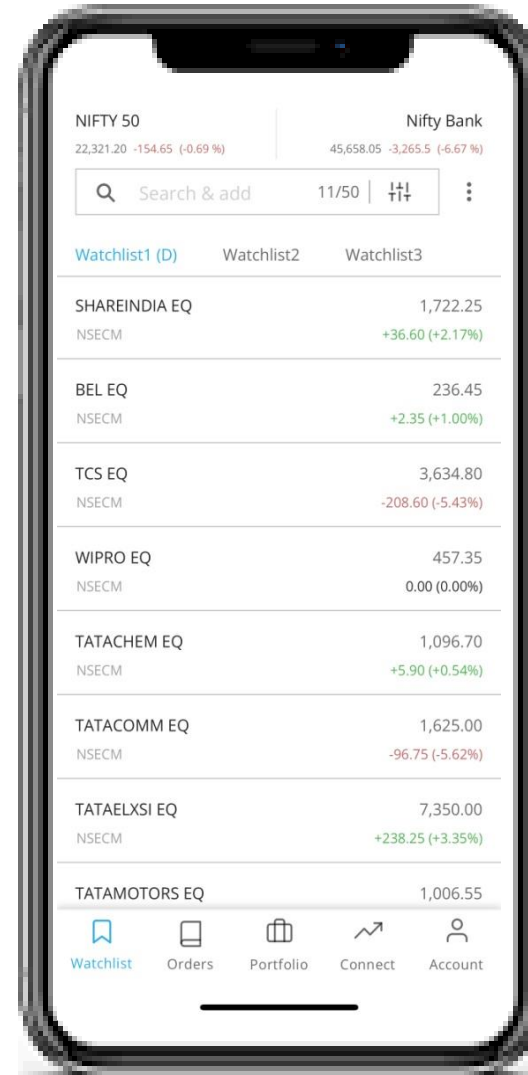 NIFTY 50 Nifty Bank
22,321.20 -154.65 (-0.69 %) 45,658.05 -3,265.5 (-6.67 %)
Search & add 11/50
Watchlist1 (D) Watchlist2 Watchlist3
SHAREINDIA EQ 1,722.25
NSECM +36.60 (+2.17%)
BEL EQ 236.45
NSECM +2.35 (+1.00%)
TCS EQ 3,634.80
NSECM -208.60 (-5.43%)
WIPRO EQ 457.35
NSECM 0.00 (0.00%)
TATACHEM EQ 1,096.70
NSECM +5.90 (+0.54%)
TATACOMM EQ 1,625.00
NSECM -96.75 (-5.62%)
TATAELXSI EQ 7,350.00
NSECM +238.25 (+3.35%)
TATAMOTORS EQ 1,006.55
Watchlist Orders Portfolio Connect Account